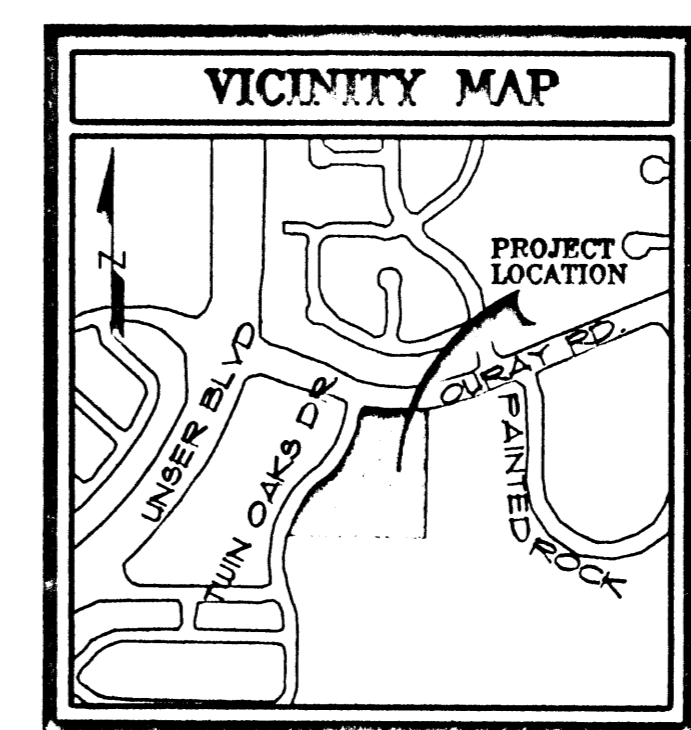 VICINITY MAP
N
PROJECT
LOCATION
OURAY RD.
UNSER BLVD
TWIN OAKS DR
PAINTED ROCK